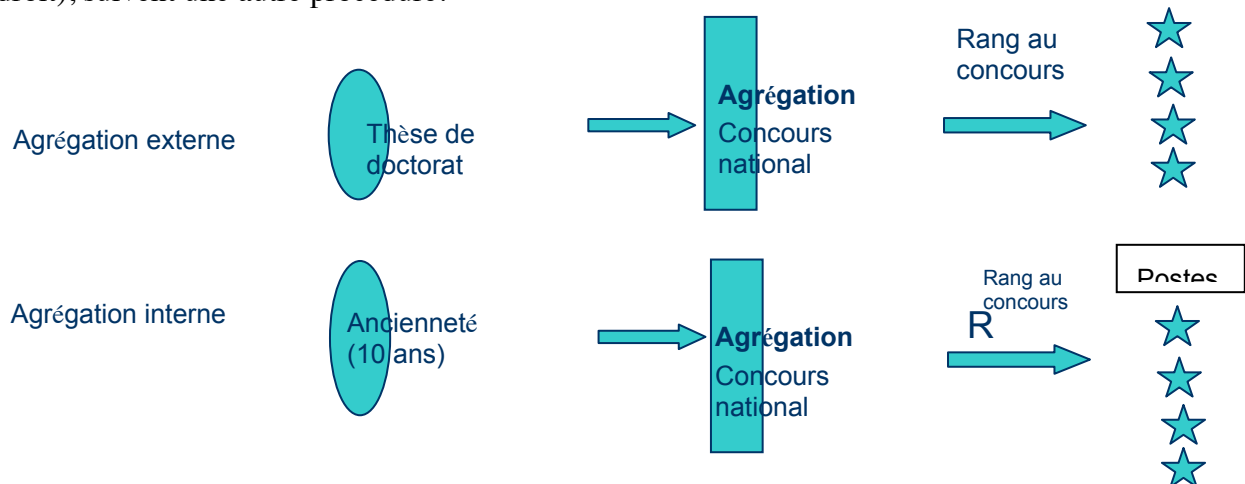 Rang au
concours
Agrégation externe
Thèse de
doctorat
Agrégation
Concours
national
Agrégation interne
Ancienneté
(10 ans)
Agrégation
Concours
national
Rang au
concours
R
Postes